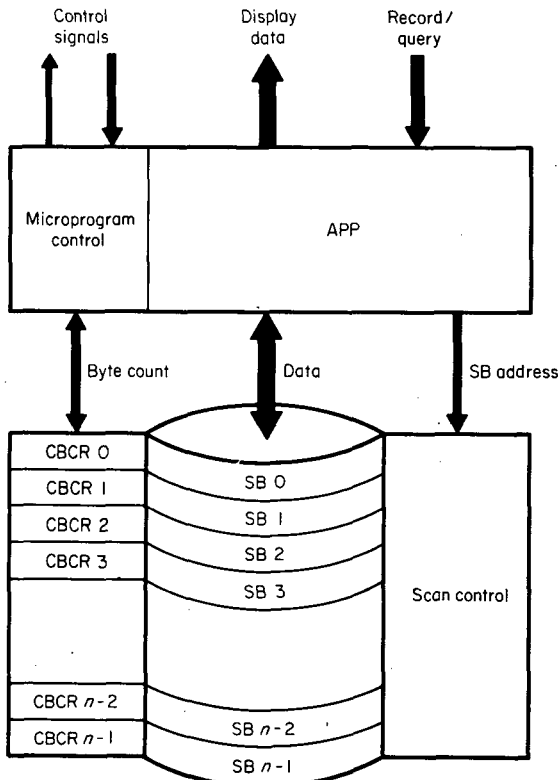 Control
signals
Display
data
Record/
query
Microprogram
control
APP
Byte count
Data
SB address
CBCR 0
CBCR 1
CBCR 2
CBCR 3
CBCR n-2
CBCR n-1
SB 0
SB 1
SB 2
SB 3
SB n-2
SB n-1
Scan control